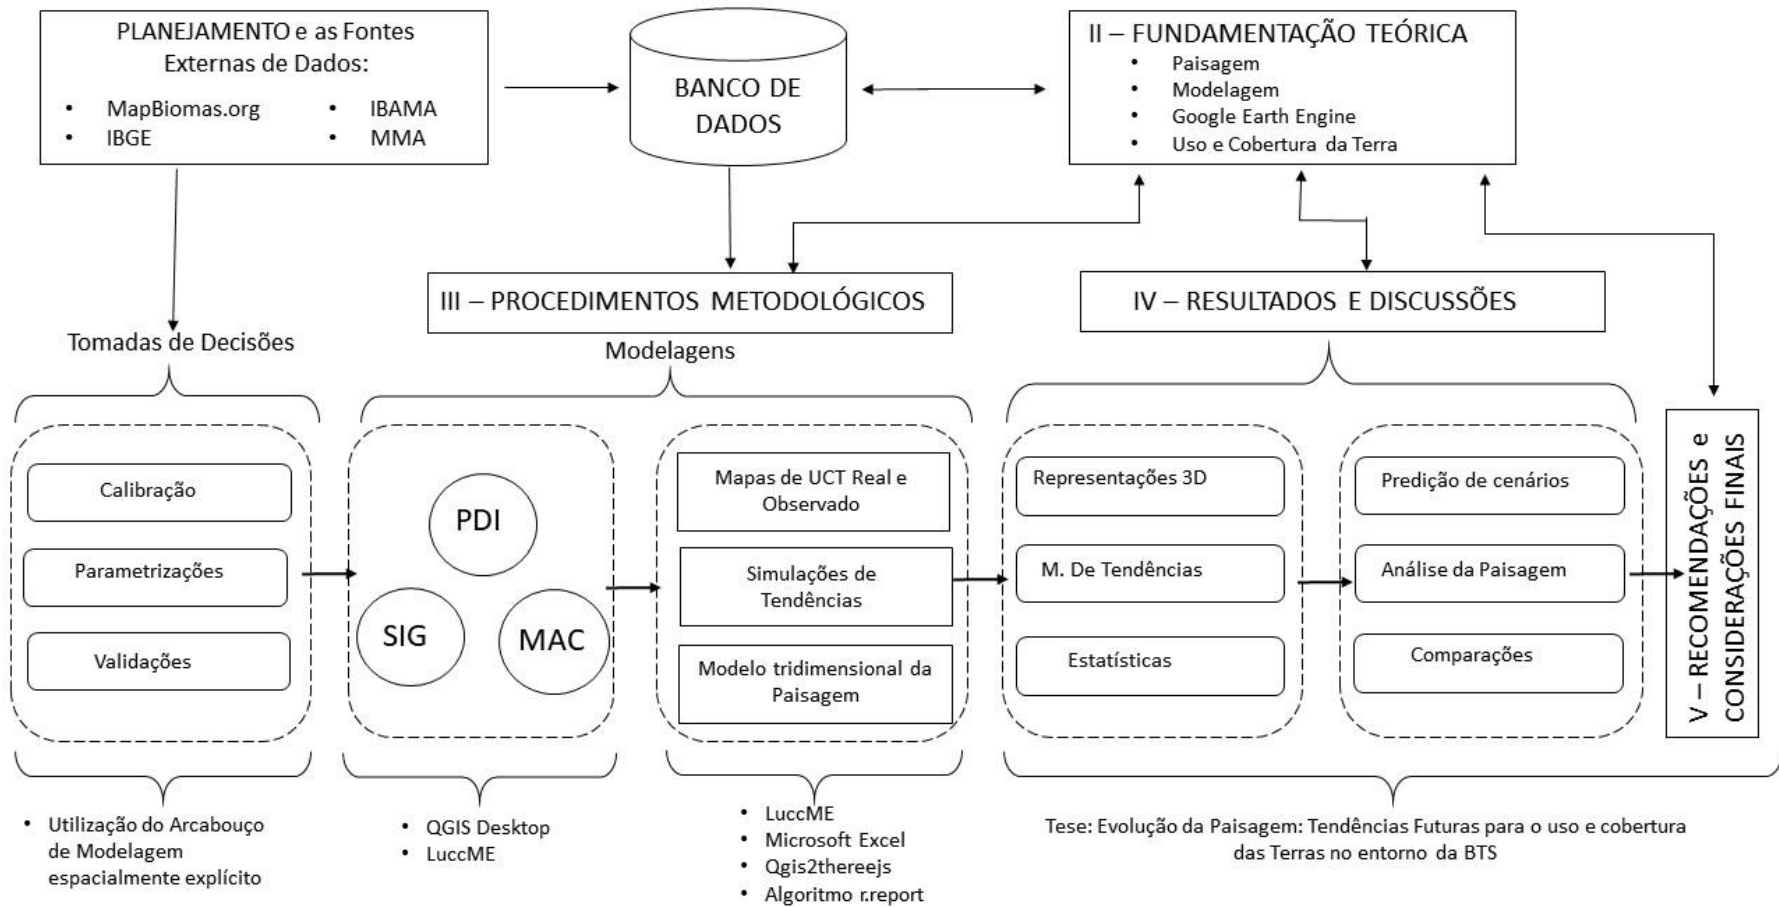 PLANEJAMENTO e as Fontes
Externas de Dados:
• MapBiomas.org
• IBGE
• IBAMA
• MMA
BANCO DE
DADOS
II – FUNDAMENTAÇÃO TEÓRICA
• Paisagem
• Modelagem
• Google Earth Engine
• Uso e Cobertura da Terra
III – PROCEDIMENTOS METODOLÓGICOS
IV – RESULTADOS E DISCUSSÕES
Tomadas de Decisões
Modelagens
Calibração
Parametrizações
Validações
PDI
SIG
MAC
Mapas de UCT Real e
Observado
Simulações de
Tendências
Modelo tridimensional da
Paisagem
Representações 3D
M. De Tendências
Estatísticas
Predição de cenários
Análise da Paisagem
Comparações
V – RECOMENDAÇÕES e
CONSIDERAÇÕES FINAIS
• Utilização do Arcabouço
de Modelagem
espacialmente explícito
• QGIS Desktop
• LuccME
• LuccME
• Microsoft Excel
• Qgis2thereejs
• Algoritmo r.report
Tese: Evolução da Paisagem: Tendências Futuras para o uso e cobertura
das Terras no entorno da BTS